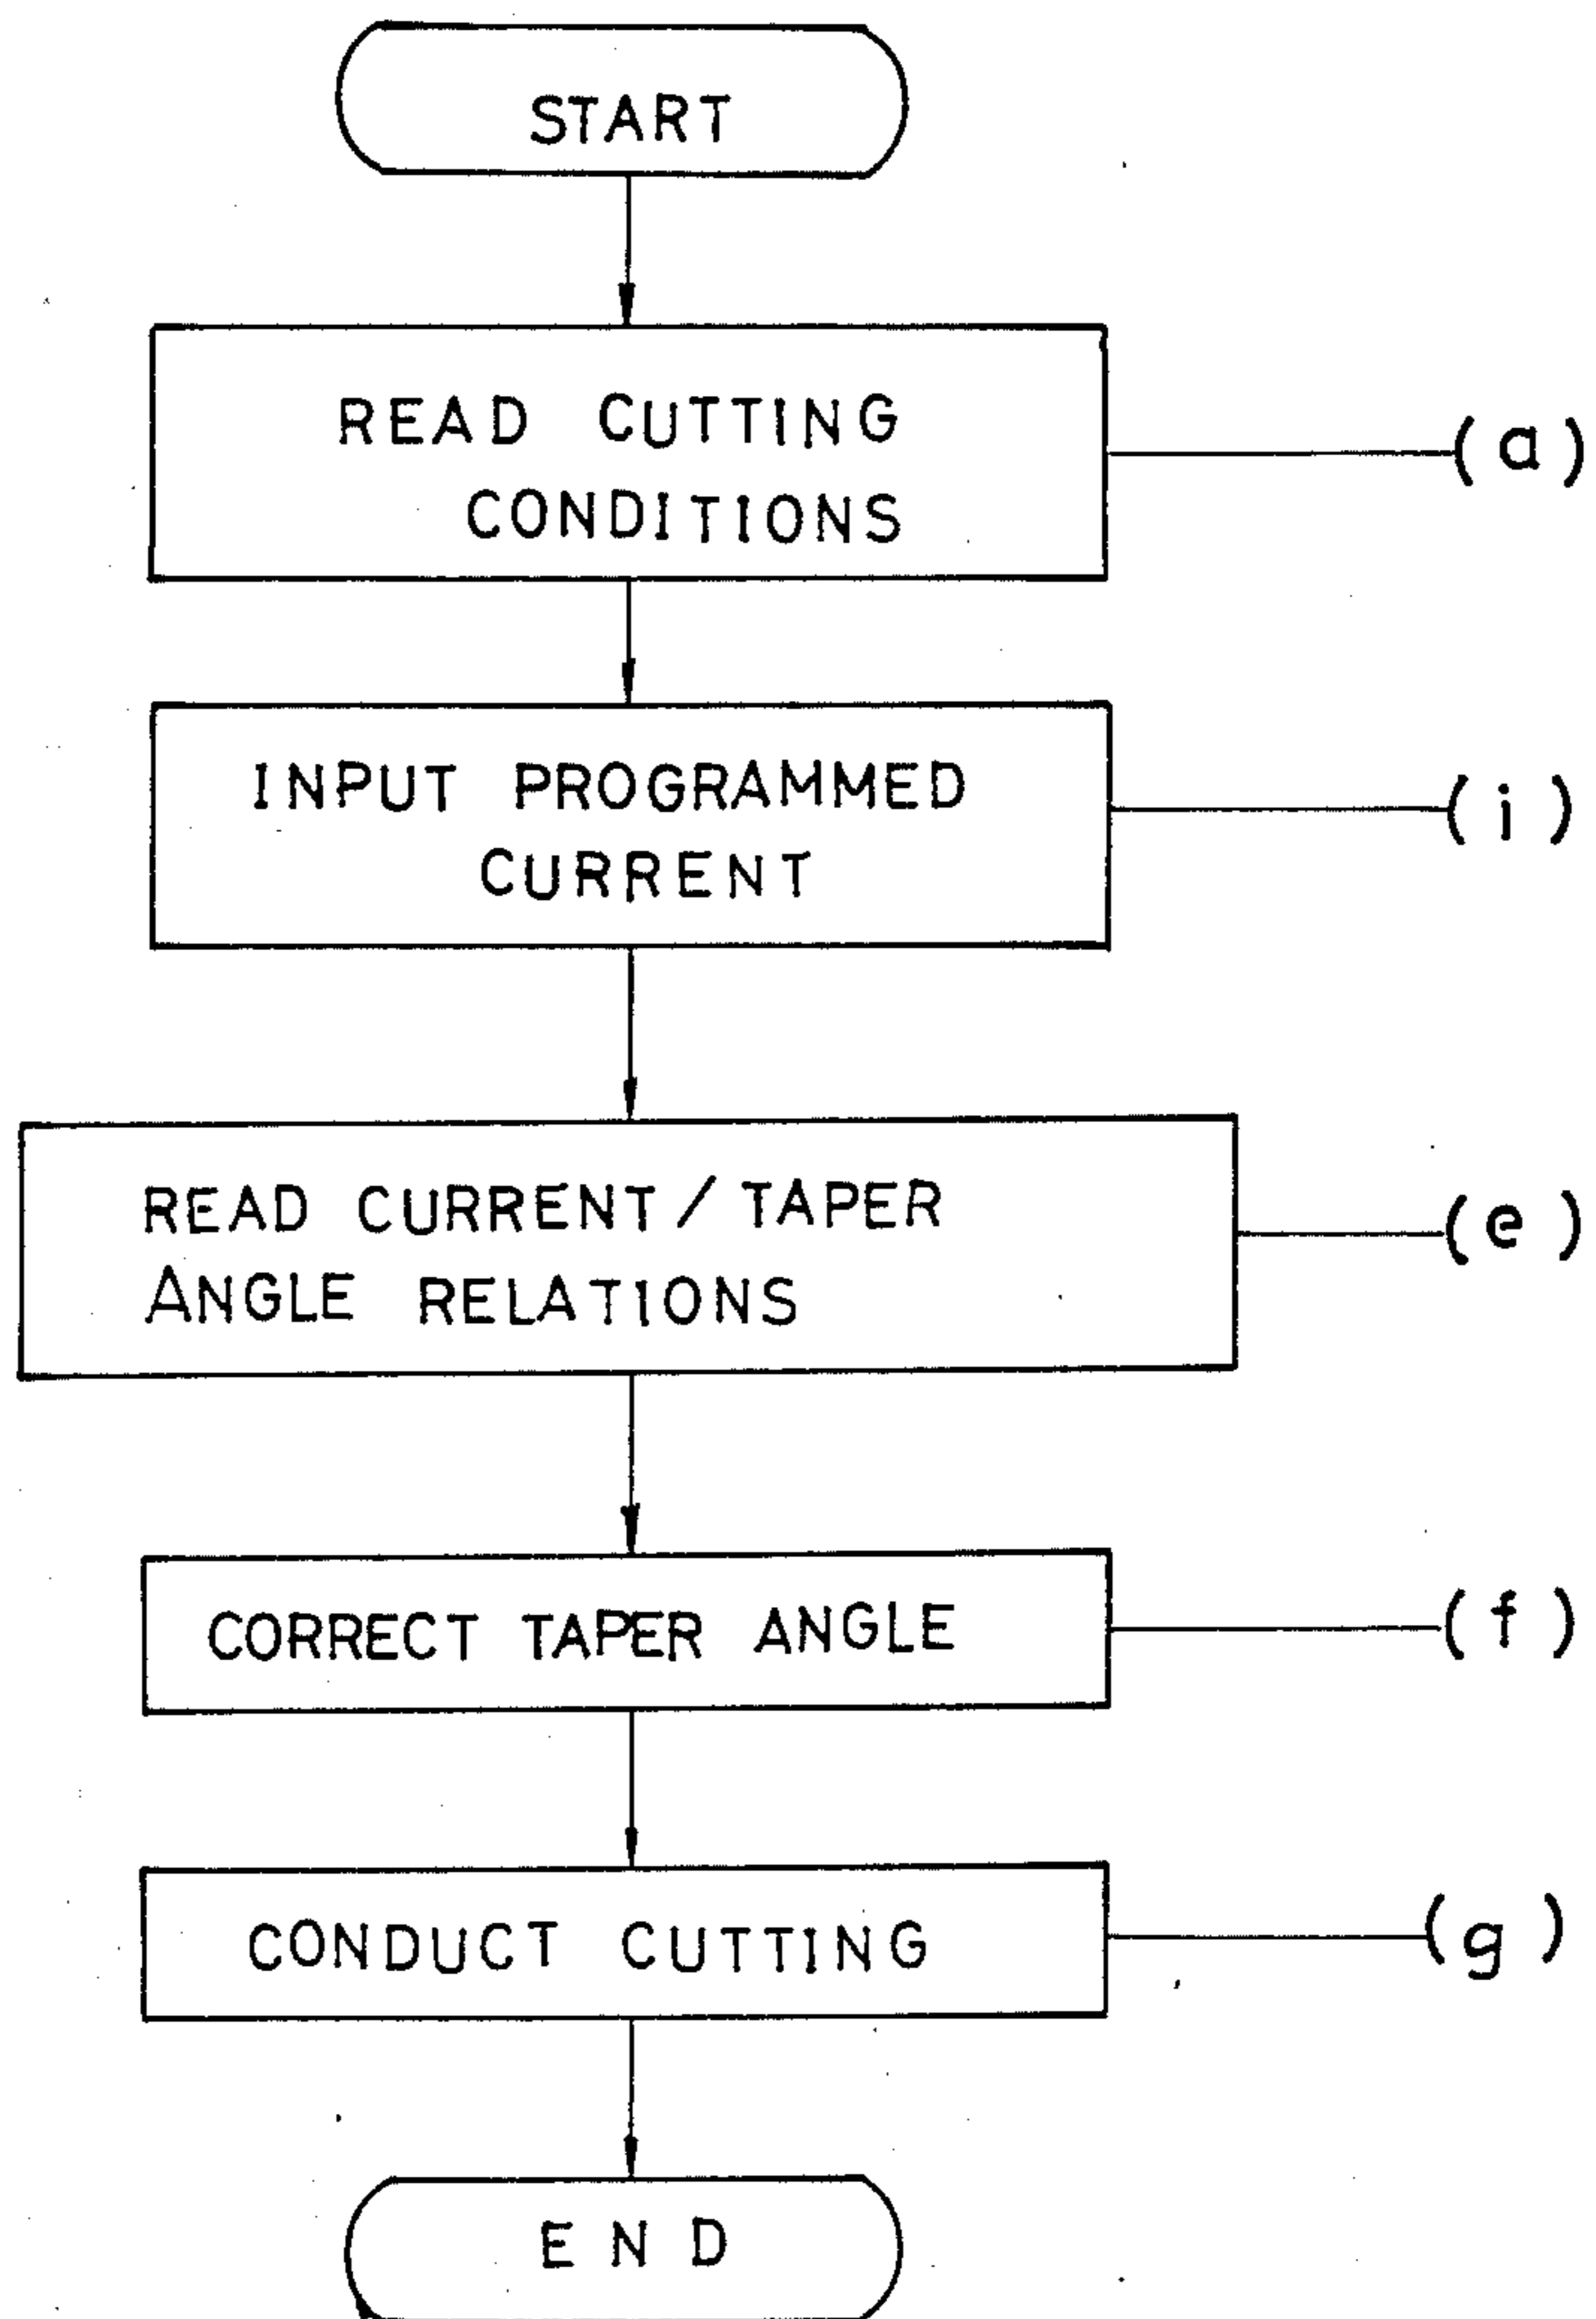 START
READ CUTTING
CONDITIONS
(a)
INPUT PROGRAMMED
CURRENT
(i)
READ CURRENT/TAPER
ANGLE RELATIONS
(e)
CORRECT TAPER ANGLE
(f)
CONDUCT CUTTING
(g)
END